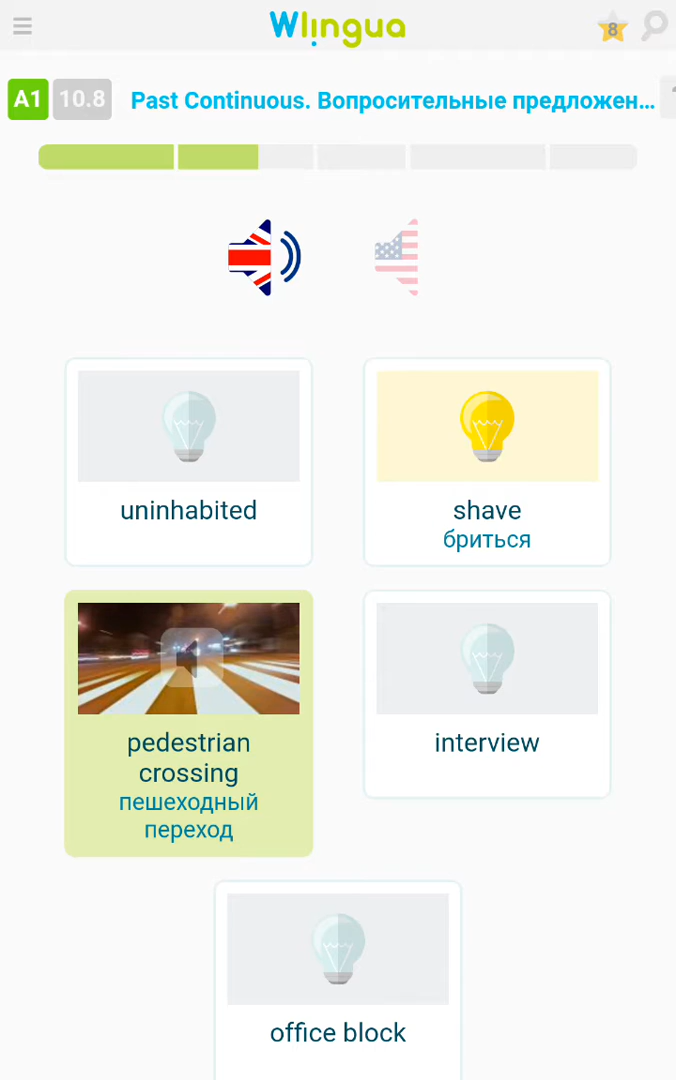 Wlingua
8
A1
10.8
Past Continuous. Вопросительные предложен...
uninhabited
shave
бриться
pedestrian
crossing
пешеходный
переход
interview
office block